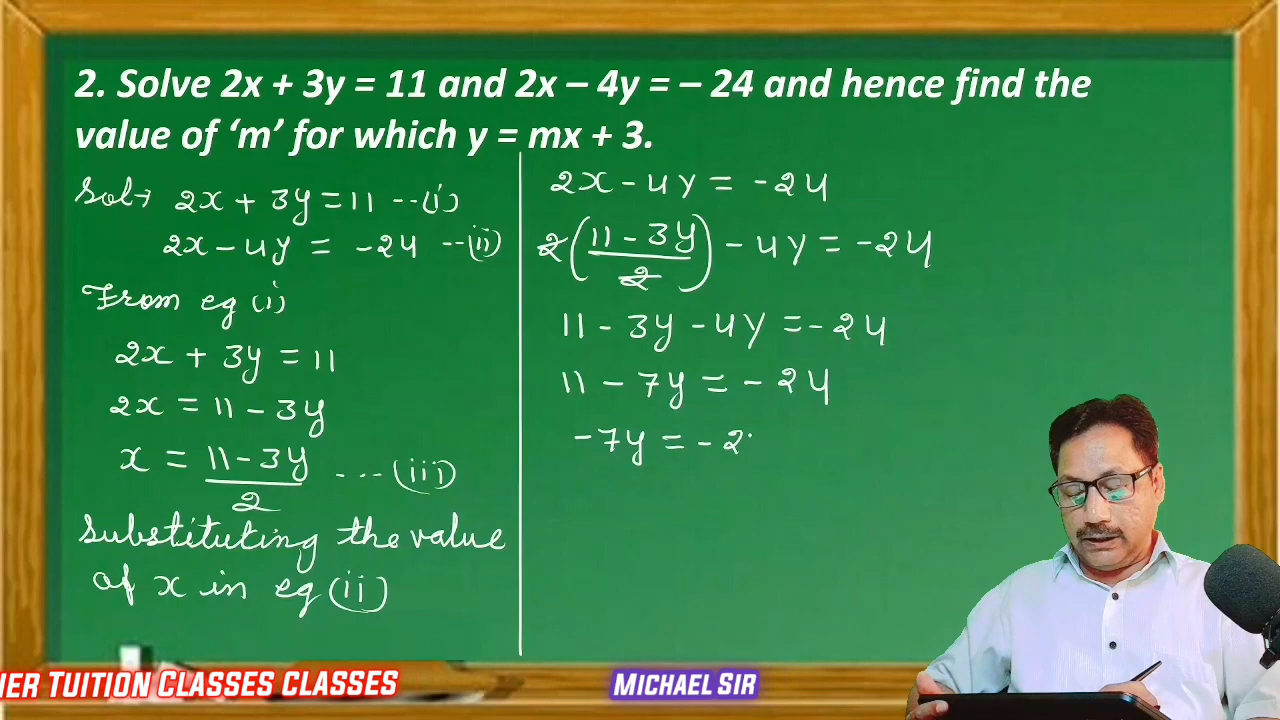 2. Solve 2x + 3y = 11 and 2x – 4y = – 24 and hence find the
value of ‘m’ for which y = mx + 3.
Sol→ 2x + 3y = 11 --(i)
2x - 4y = -24 --(ii)
From eq (i)
2x + 3y = 11
2x = 11 - 3y
x = 11 - 3y
2 ... (iii)
substituting the value
of x in eq (ii)
2x - 4y = -24
2(11 - 3y) - 4y = -24
2
11 - 3y - 4y = -24
11 - 7y = -24
-7y = -2
IER TUITION CLASSES CLASSES
MICHAEL SIR